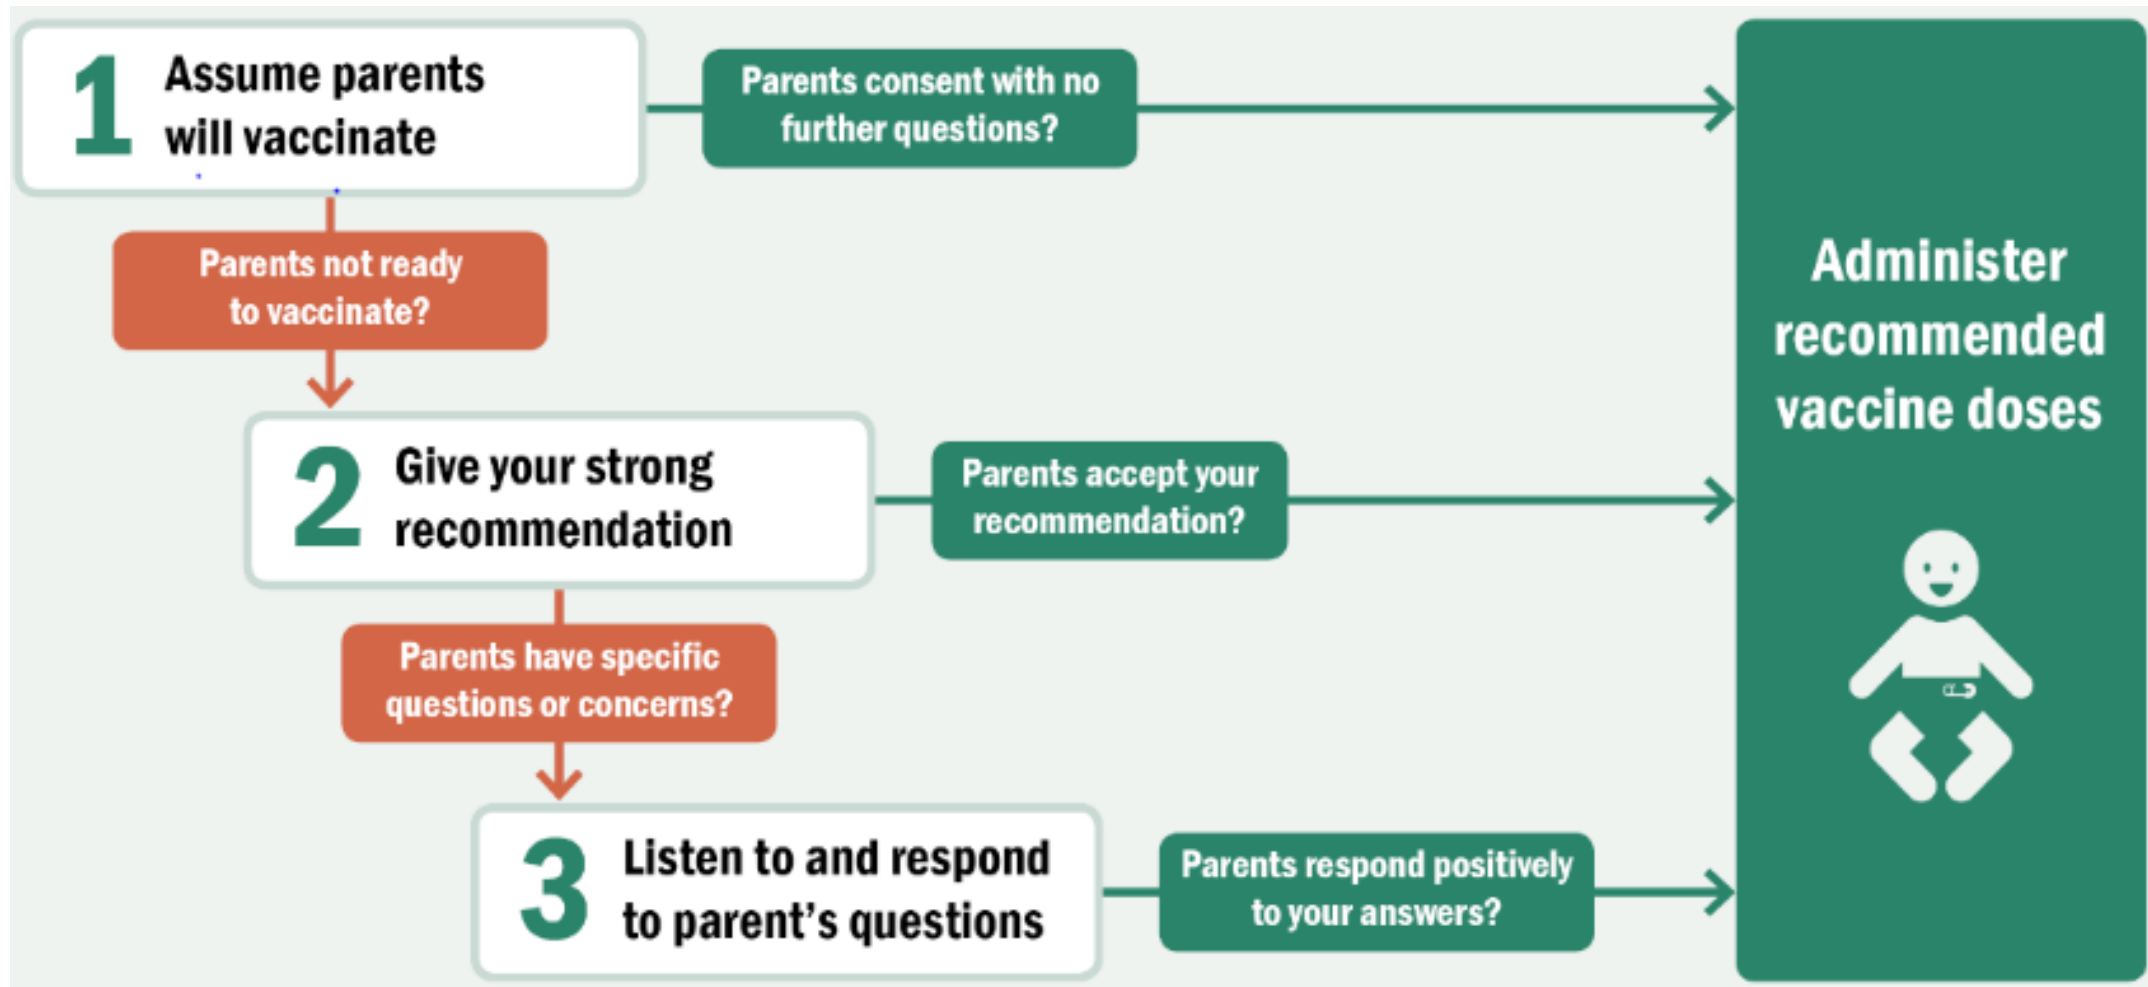 1
Assume parents
will vaccinate
Parents consent with no
further questions?
Parents not ready
to vaccinate?
2
Give your strong
recommendation
Parents accept your
recommendation?
Parents have specific
questions or concerns?
3
Listen to and respond
to parent’s questions
Parents respond positively
to your answers?
Administer
recommended
vaccine doses